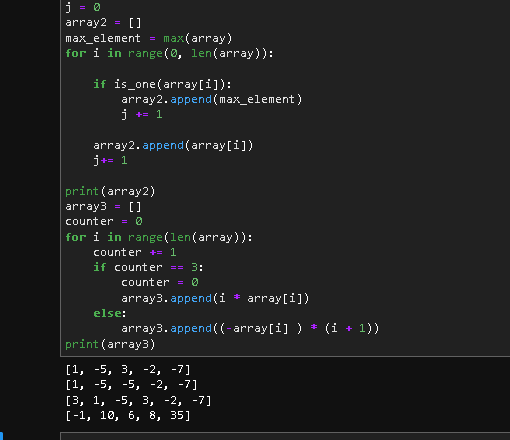 j = 0
array2 = []
max_element = max(array)
for i in range(0, len(array)):
if is_one(array[i]):
array2.append(max_element)
j += 1
array2.append(array[i])
j+= 1
print(array2)
array3 = []
counter = 0
for i in range(len(array)):
counter += 1
if counter == 3:
counter = 0
array3.append(i * array[i])
else:
array3.append((-array[i] ) * (i + 1))
print(array3)
[1, -5, 3, -2, -7]
[1, -5, -5, -2, -7]
[3, 1, -5, 3, -2, -7]
[-1, 10, 6, 8, 35]